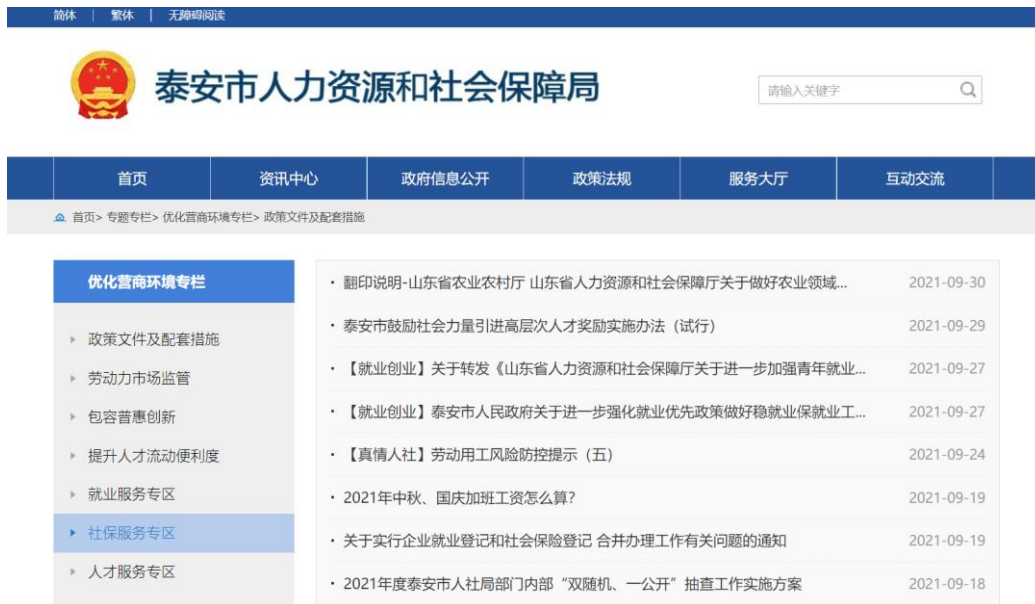 简体 | 繁体 | 无障碍阅读
泰安市人力资源和社会保障局
请输入关键字
首页 资讯中心 政府信息公开 政策法规 服务大厅 互动交流
首页> 专题专栏> 优化营商环境专栏> 政策文件及配套措施
优化营商环境专栏
政策文件及配套措施
劳动力市场监管
包容普惠创新
提升人才流动便利度
就业服务专区
社保服务专区
人才服务专区
· 翻印说明-山东省农业农村厅 山东省人力资源和社会保障厅关于做好农业领域... 2021-09-30
· 泰安市鼓励社会力量引进高层次人才奖励实施办法（试行） 2021-09-29
· 【就业创业】关于转发《山东省人力资源和社会保障厅关于进一步加强青年就业... 2021-09-27
· 【就业创业】泰安市人民政府关于进一步强化就业优先政策做好稳就业保就业工... 2021-09-27
· 【真情人社】劳动用工风险防控提示（五） 2021-09-24
· 2021年中秋、国庆加班工资怎么算? 2021-09-19
· 关于实行企业就业登记和社会保险登记 合并办理工作有关问题的通知 2021-09-19
· 2021年度泰安市人社局部门内部“双随机、一公开”抽查工作实施方案 2021-09-18